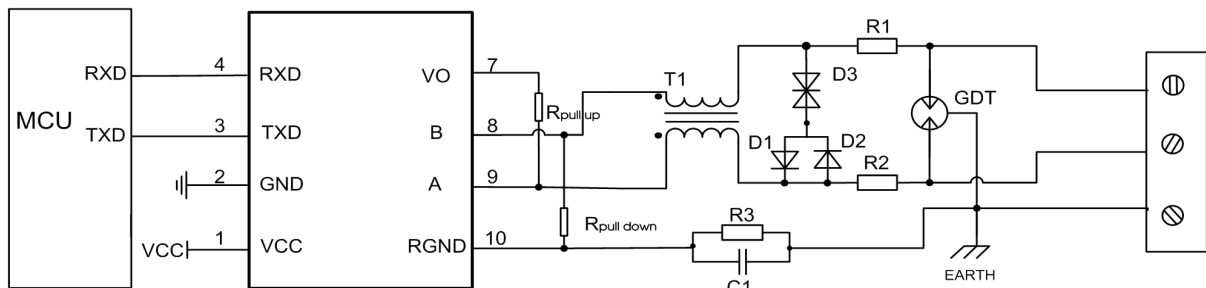 MCU
RXD
TXD
4
3
2
1
RXD
TXD
GND
VCC
VCC
VO
B
A
RGND
7
8
9
10
Rpull up
Rpull down
T1
D3
D1
D2
R1
R2
GDT
R3
C1
EARTH